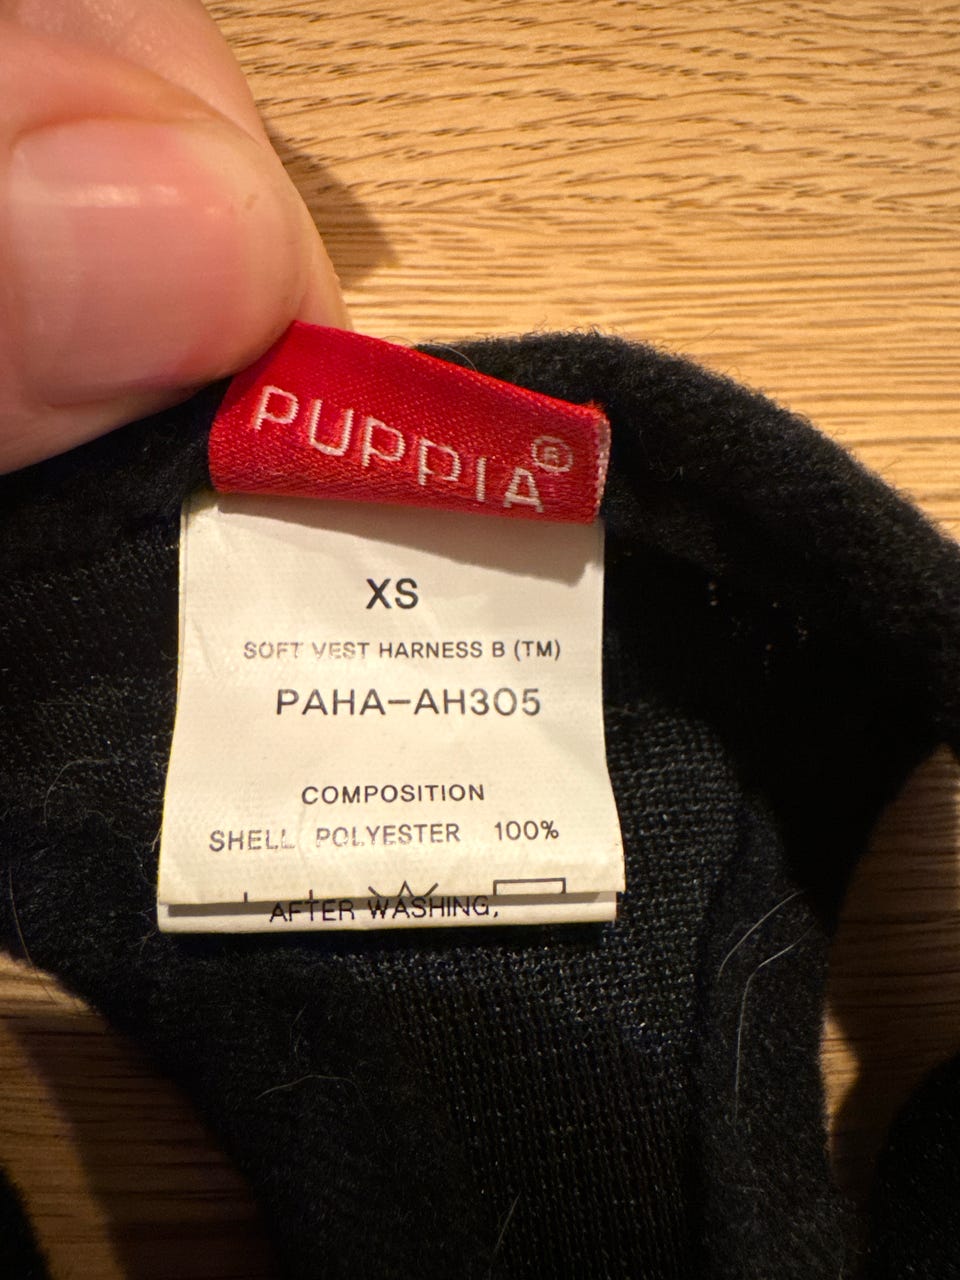 PUPPIA®
XS
SOFT VEST HARNESS B (TM)
PAHA-AH305
COMPOSITION
SHELL POLYESTER 100%
AFTER WASHING,